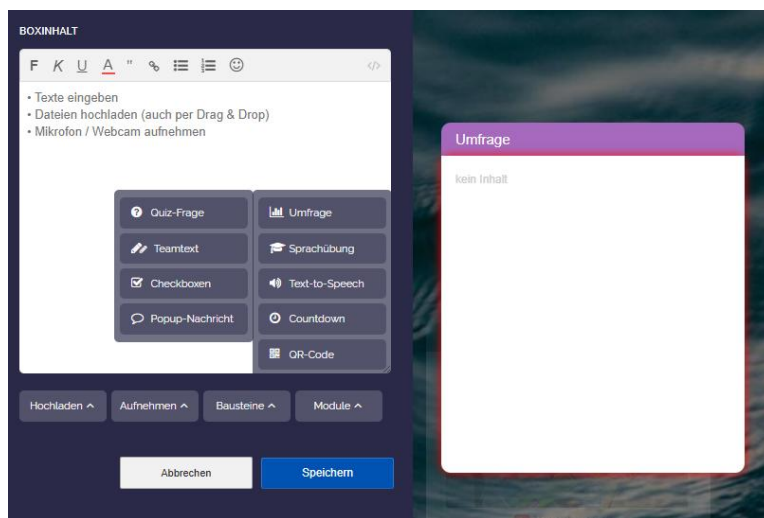 BOXINHALT
F K U A "
• Texte eingeben
• Dateien hochladen (auch per Drag & Drop)
• Mikrofon / Webcam aufnehmen
Quiz-Frage
Teamtext
Checkboxen
Popup-Nachricht
Umfrage
Sprachübung
Text-to-Speech
Countdown
QR-Code
Hochladen Aufnehmen Bausteine Module
Abbrechen Speichern
Umfrage
kein Inhalt